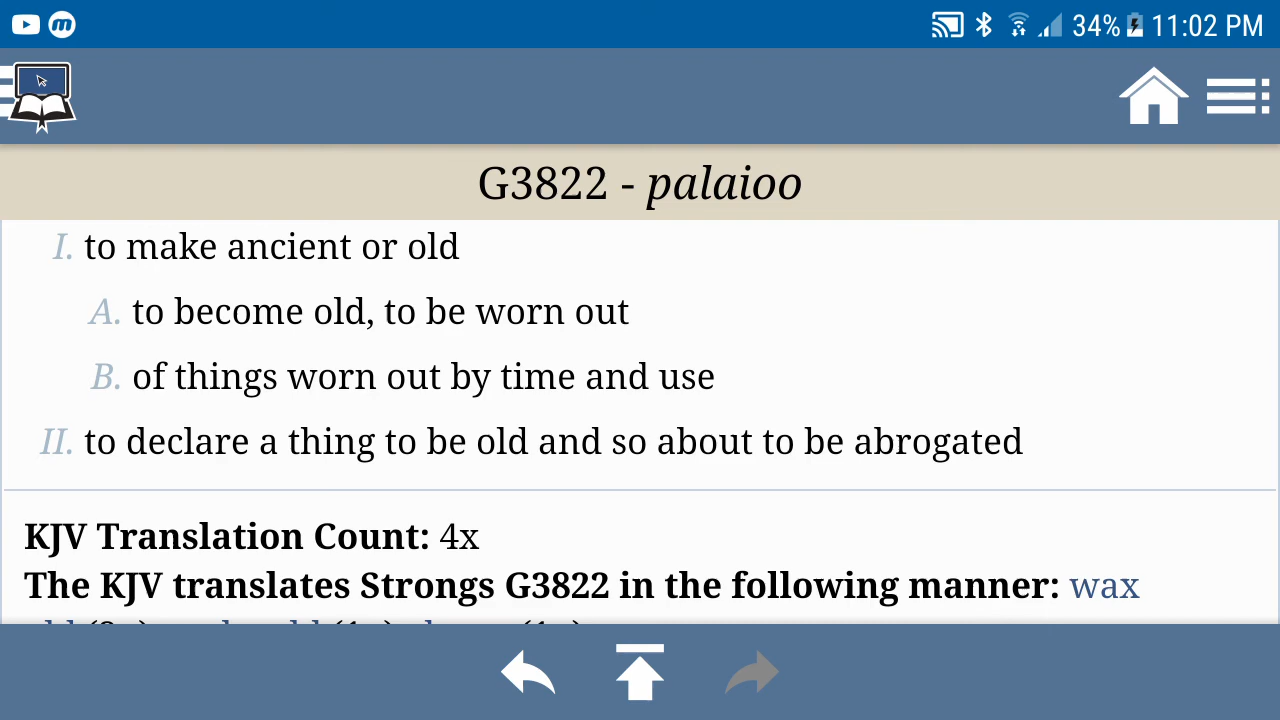 34% 11:02 PM
G3822 - palaioo
I. to make ancient or old
A. to become old, to be worn out
B. of things worn out by time and use
II. to declare a thing to be old and so about to be abrogated
KJV Translation Count: 4x
The KJV translates Strongs G3822 in the following manner: wax